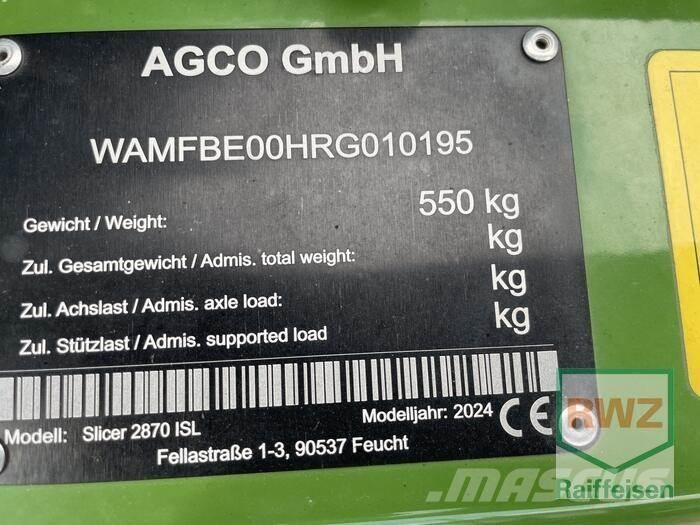 AGCO GmbH
WAMFBE00HRG010195
Gewicht / Weight: 550 kg
Zul. Gesamtgewicht / Admis. total weight: kg
Zul. Achslast / Admis. axle load: kg
Zul. Stützlast / Admis. supported load kg
Modell: Slicer 2870 ISL Modelljahr: 2024 CE
Fellastraße 1-3, 90537 Feucht
RWZ
MASCUS
Raiffeisen